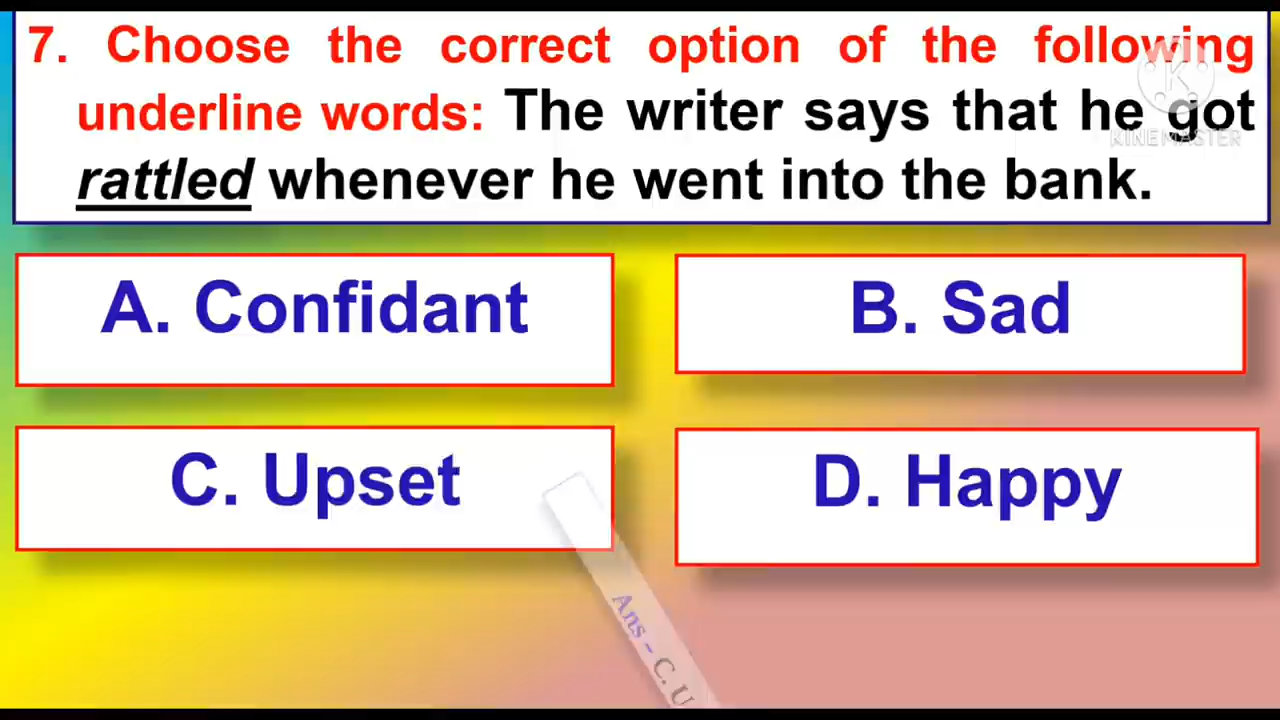 7. Choose the correct option of the following
underline words: The writer says that he got
rattled whenever he went into the bank.
KINEMASTER
A. Confidant
B. Sad
C. Upset
D. Happy
Ans - C. U